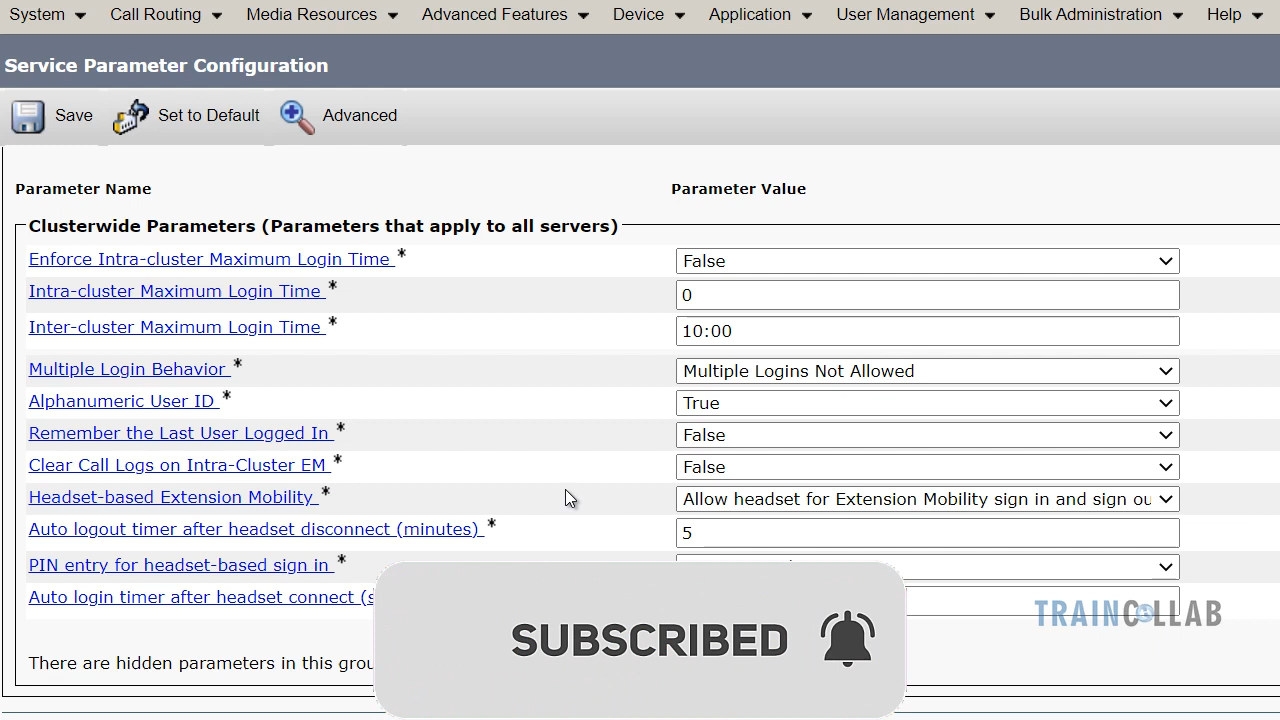 System Call Routing Media Resources Advanced Features Device Application User Management Bulk Administration Help
Service Parameter Configuration
Save Set to Default Advanced
Parameter Name Parameter Value
Clusterwide Parameters (Parameters that apply to all servers)
Enforce Intra-cluster Maximum Login Time * False
Intra-cluster Maximum Login Time * 0
Inter-cluster Maximum Login Time * 10:00
Multiple Login Behavior * Multiple Logins Not Allowed
Alphanumeric User ID * True
Remember the Last User Logged In * False
Clear Call Logs on Intra-Cluster EM * False
Headset-based Extension Mobility * Allow headset for Extension Mobility sign in and sign ou
Auto logout timer after headset disconnect (minutes) * 5
PIN entry for headset-based sign in *
Auto login timer after headset connect (s
TRAINCOLLAB
SUBSCRIBED
There are hidden parameters in this grou